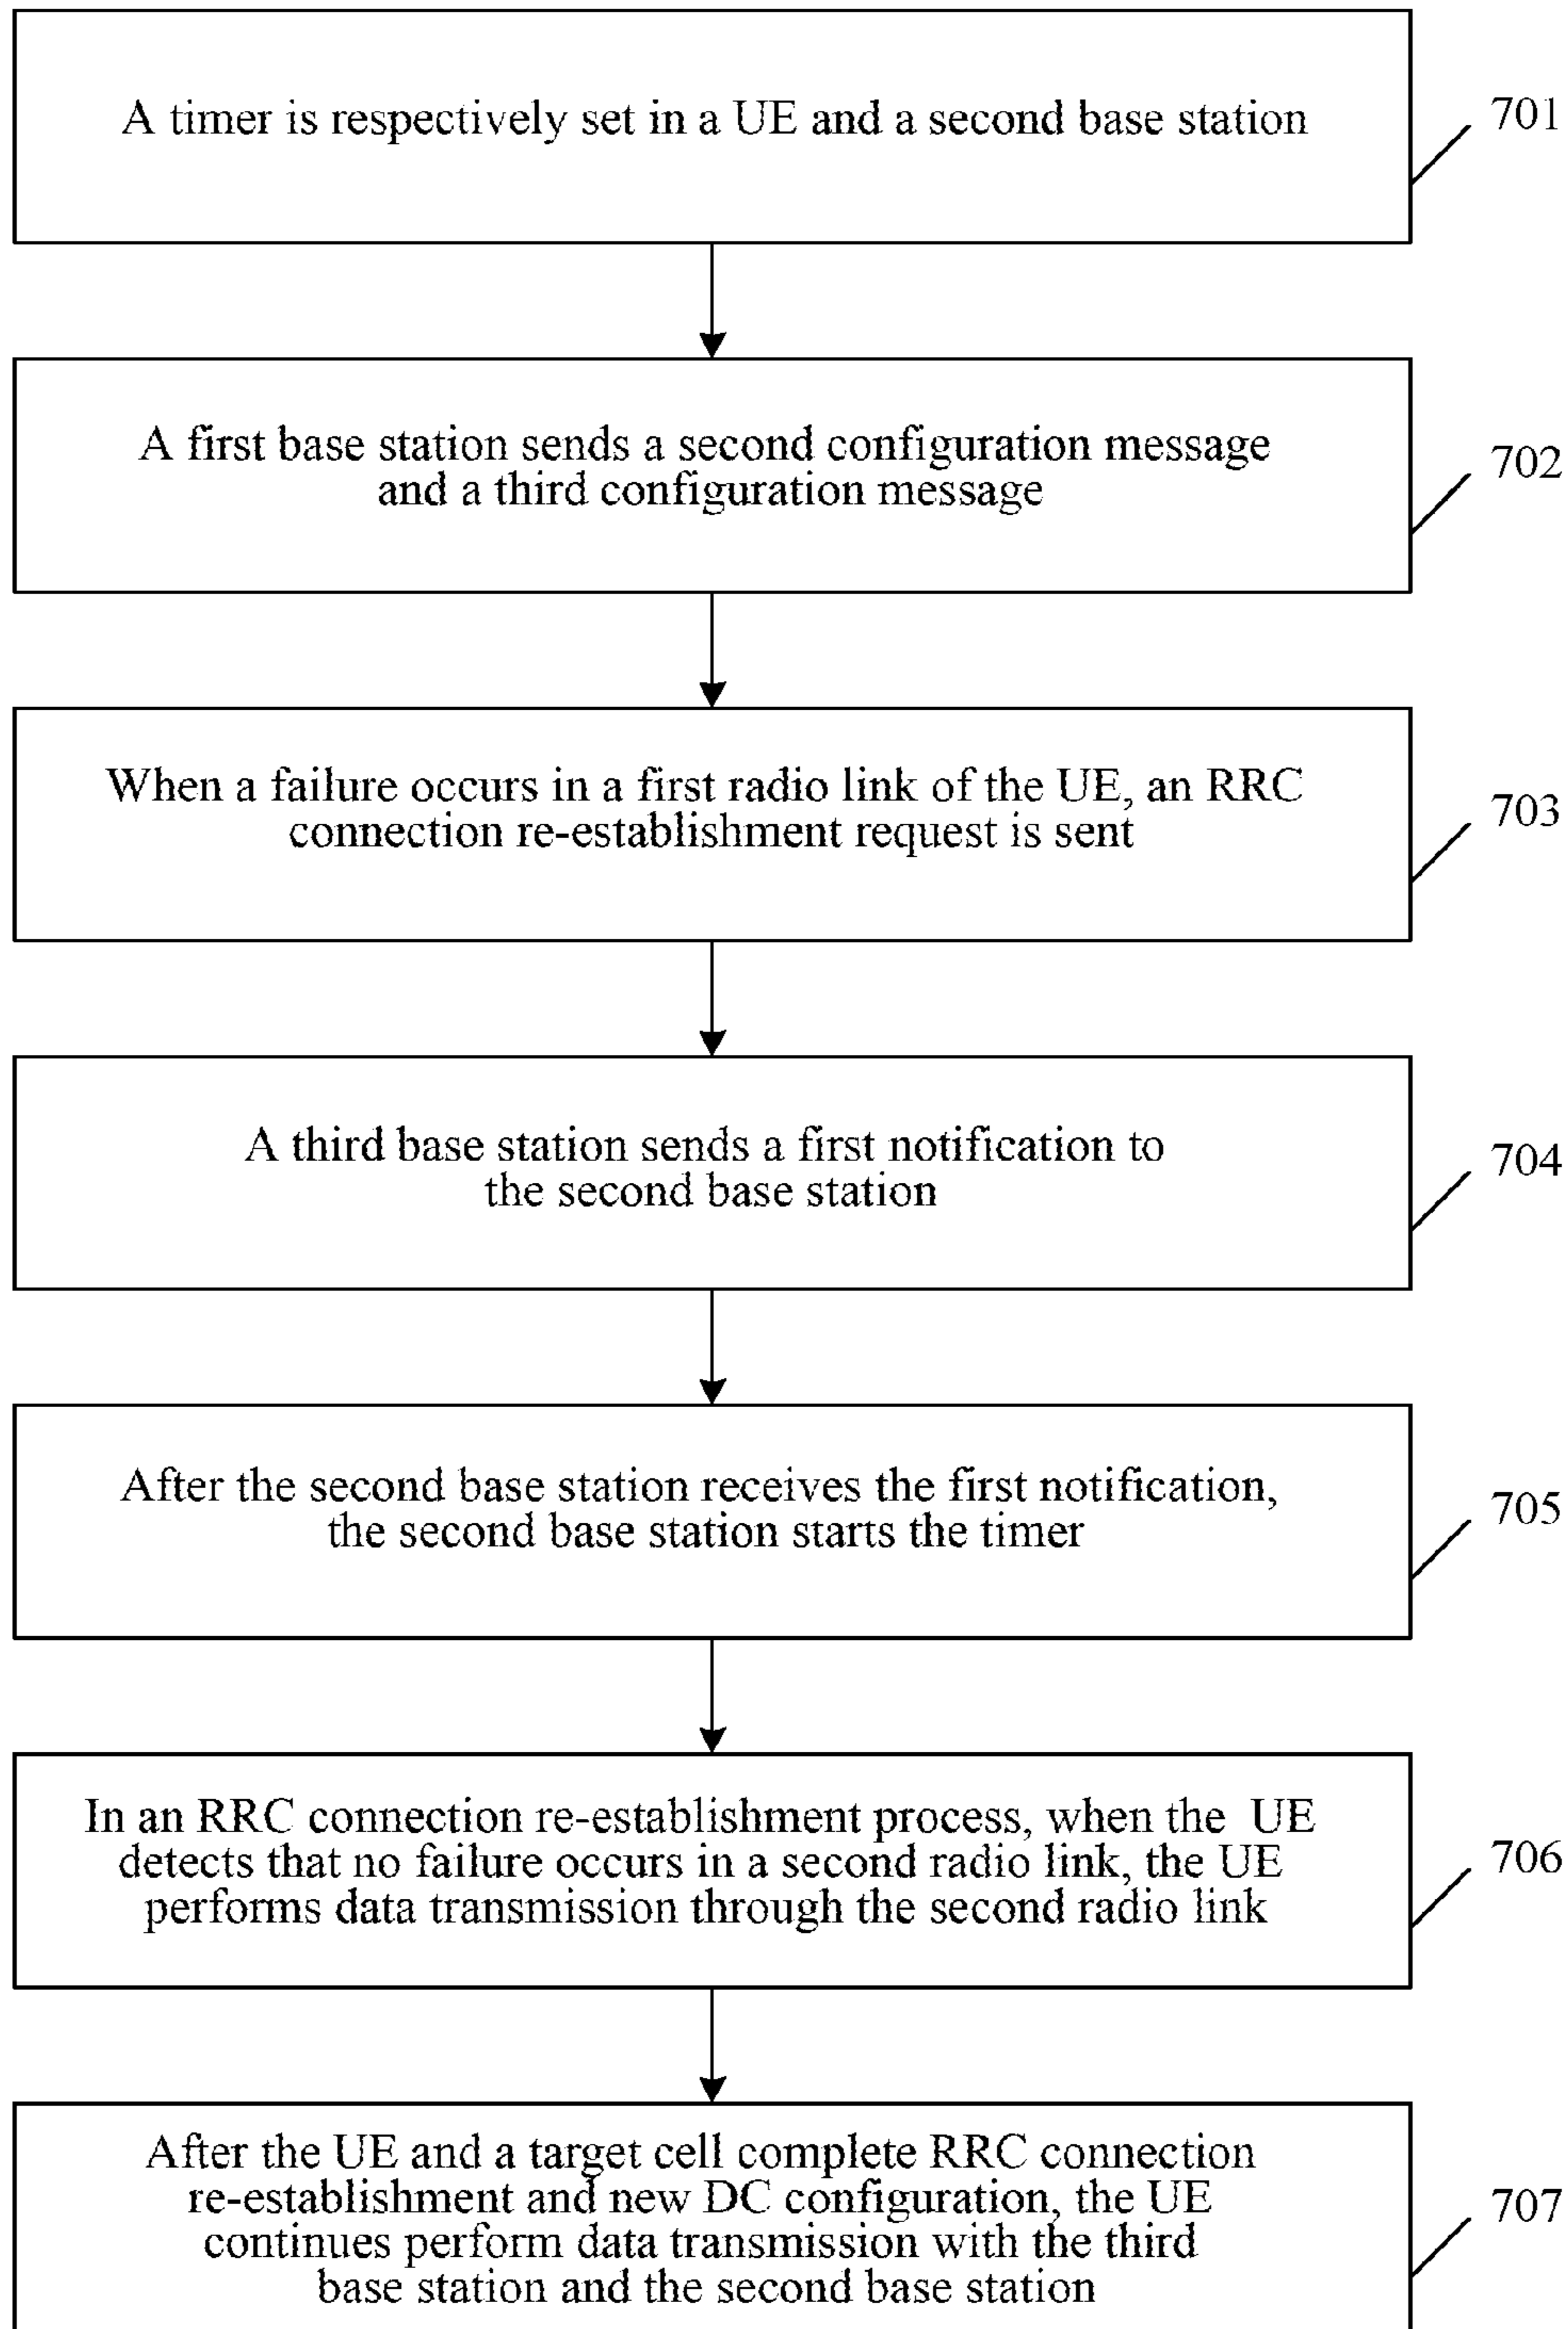 A timer is respectively set in a UE and a second base station
701
A first base station sends a second configuration message
and a third configuration message
702
When a failure occurs in a first radio link of the UE, an RRC
connection re-establishment request is sent
703
A third base station sends a first notification to
the second base station
704
After the second base station receives the first notification,
the second base station starts the timer
705
In an RRC connection re-establishment process, when the UE
detects that no failure occurs in a second radio link, the UE
performs data transmission through the second radio link
706
After the UE and a target cell complete RRC connection
re-establishment and new DC configuration, the UE
continues perform data transmission with the third
base station and the second base station
707